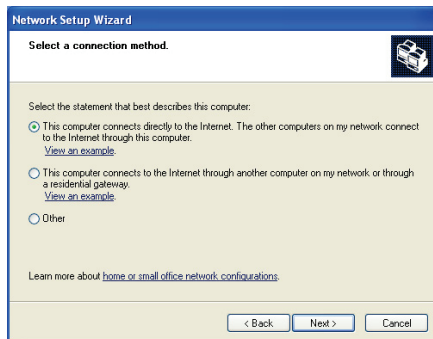 Network Setup Wizard
Select a connection method.
Select the statement that best describes this computer:
This computer connects directly to the Internet. The other computers on my network connect
to the Internet through this computer.
View an example.
This computer connects to the Internet through another computer on my network or through
a residential gateway.
View an example.
Other
Learn more about home or small office network configurations.
< Back Next > Cancel